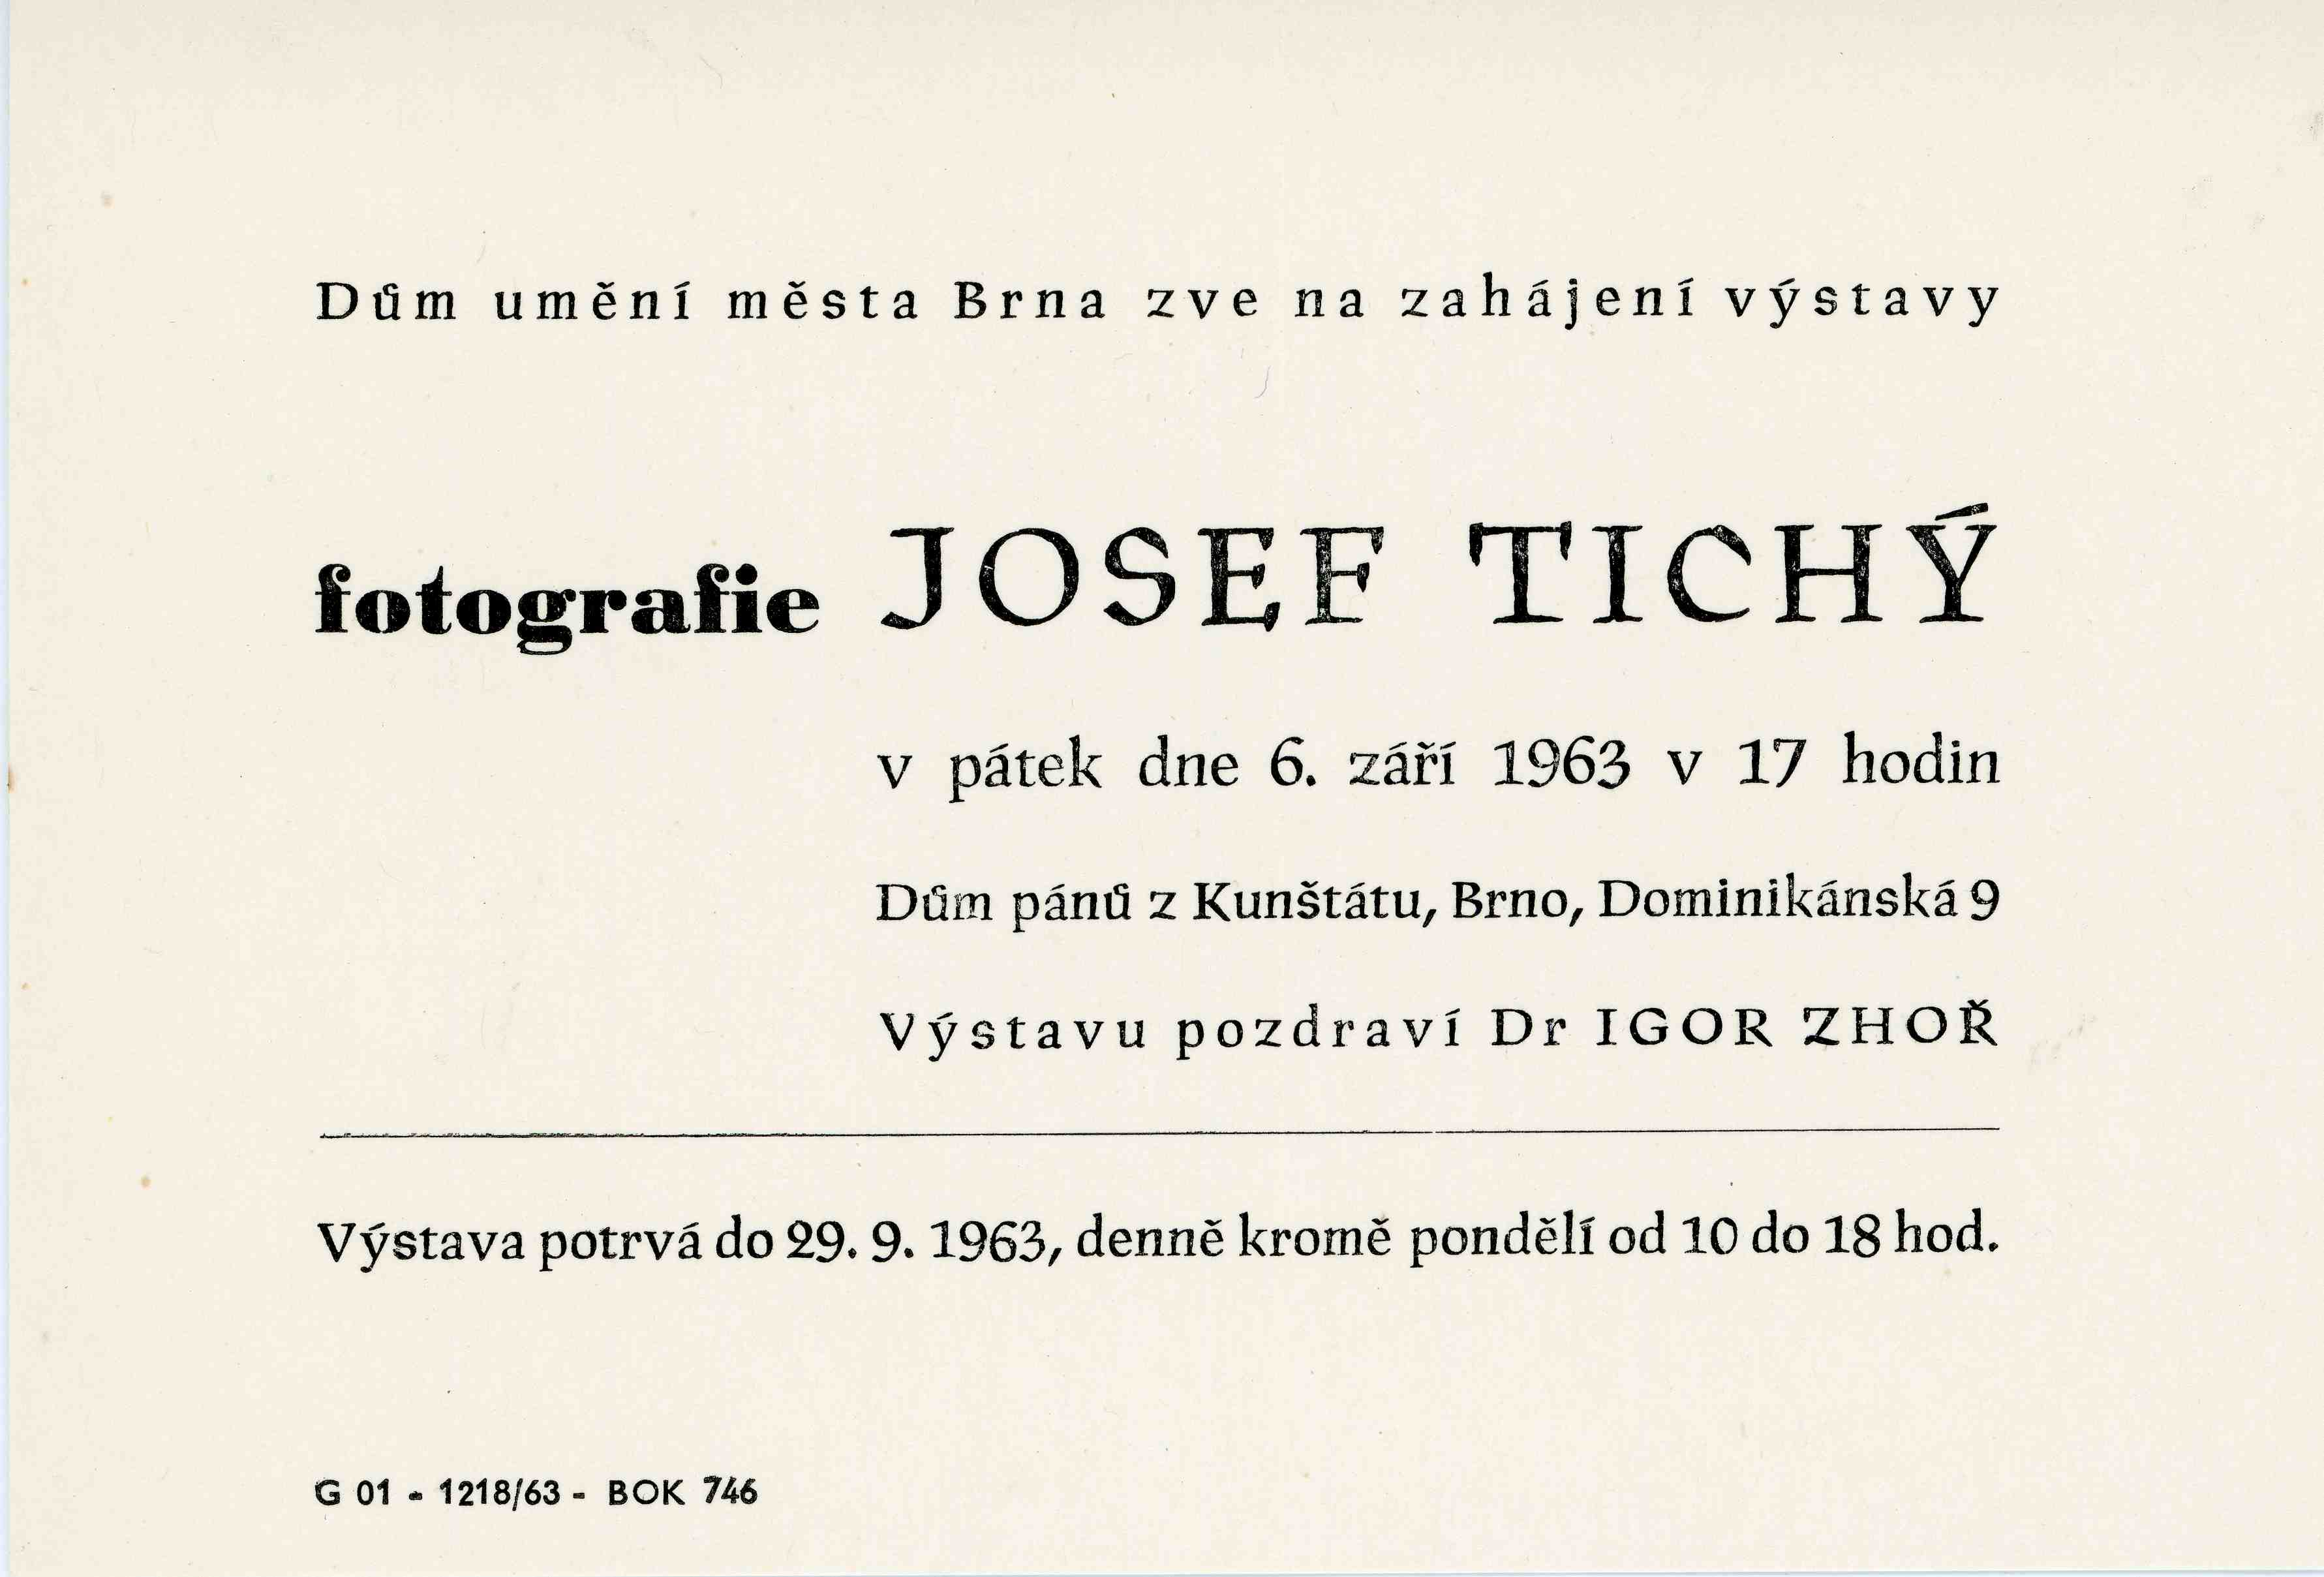 Dům umění města Brna zve na zahájení výstavy
fotografie JOSEF TICHÝ
v pátek dne 6. září 1963 v 17 hodin
Dům pánů z Kunštátu, Brno, Dominikánská 9
Výstavu pozdraví Dr IGOR ZHOŘ
Výstava potrvá do 29. 9. 1963, denně kromě pondělí od 10 do 18 hod.
G 01 - 1218/63 - BOK 746